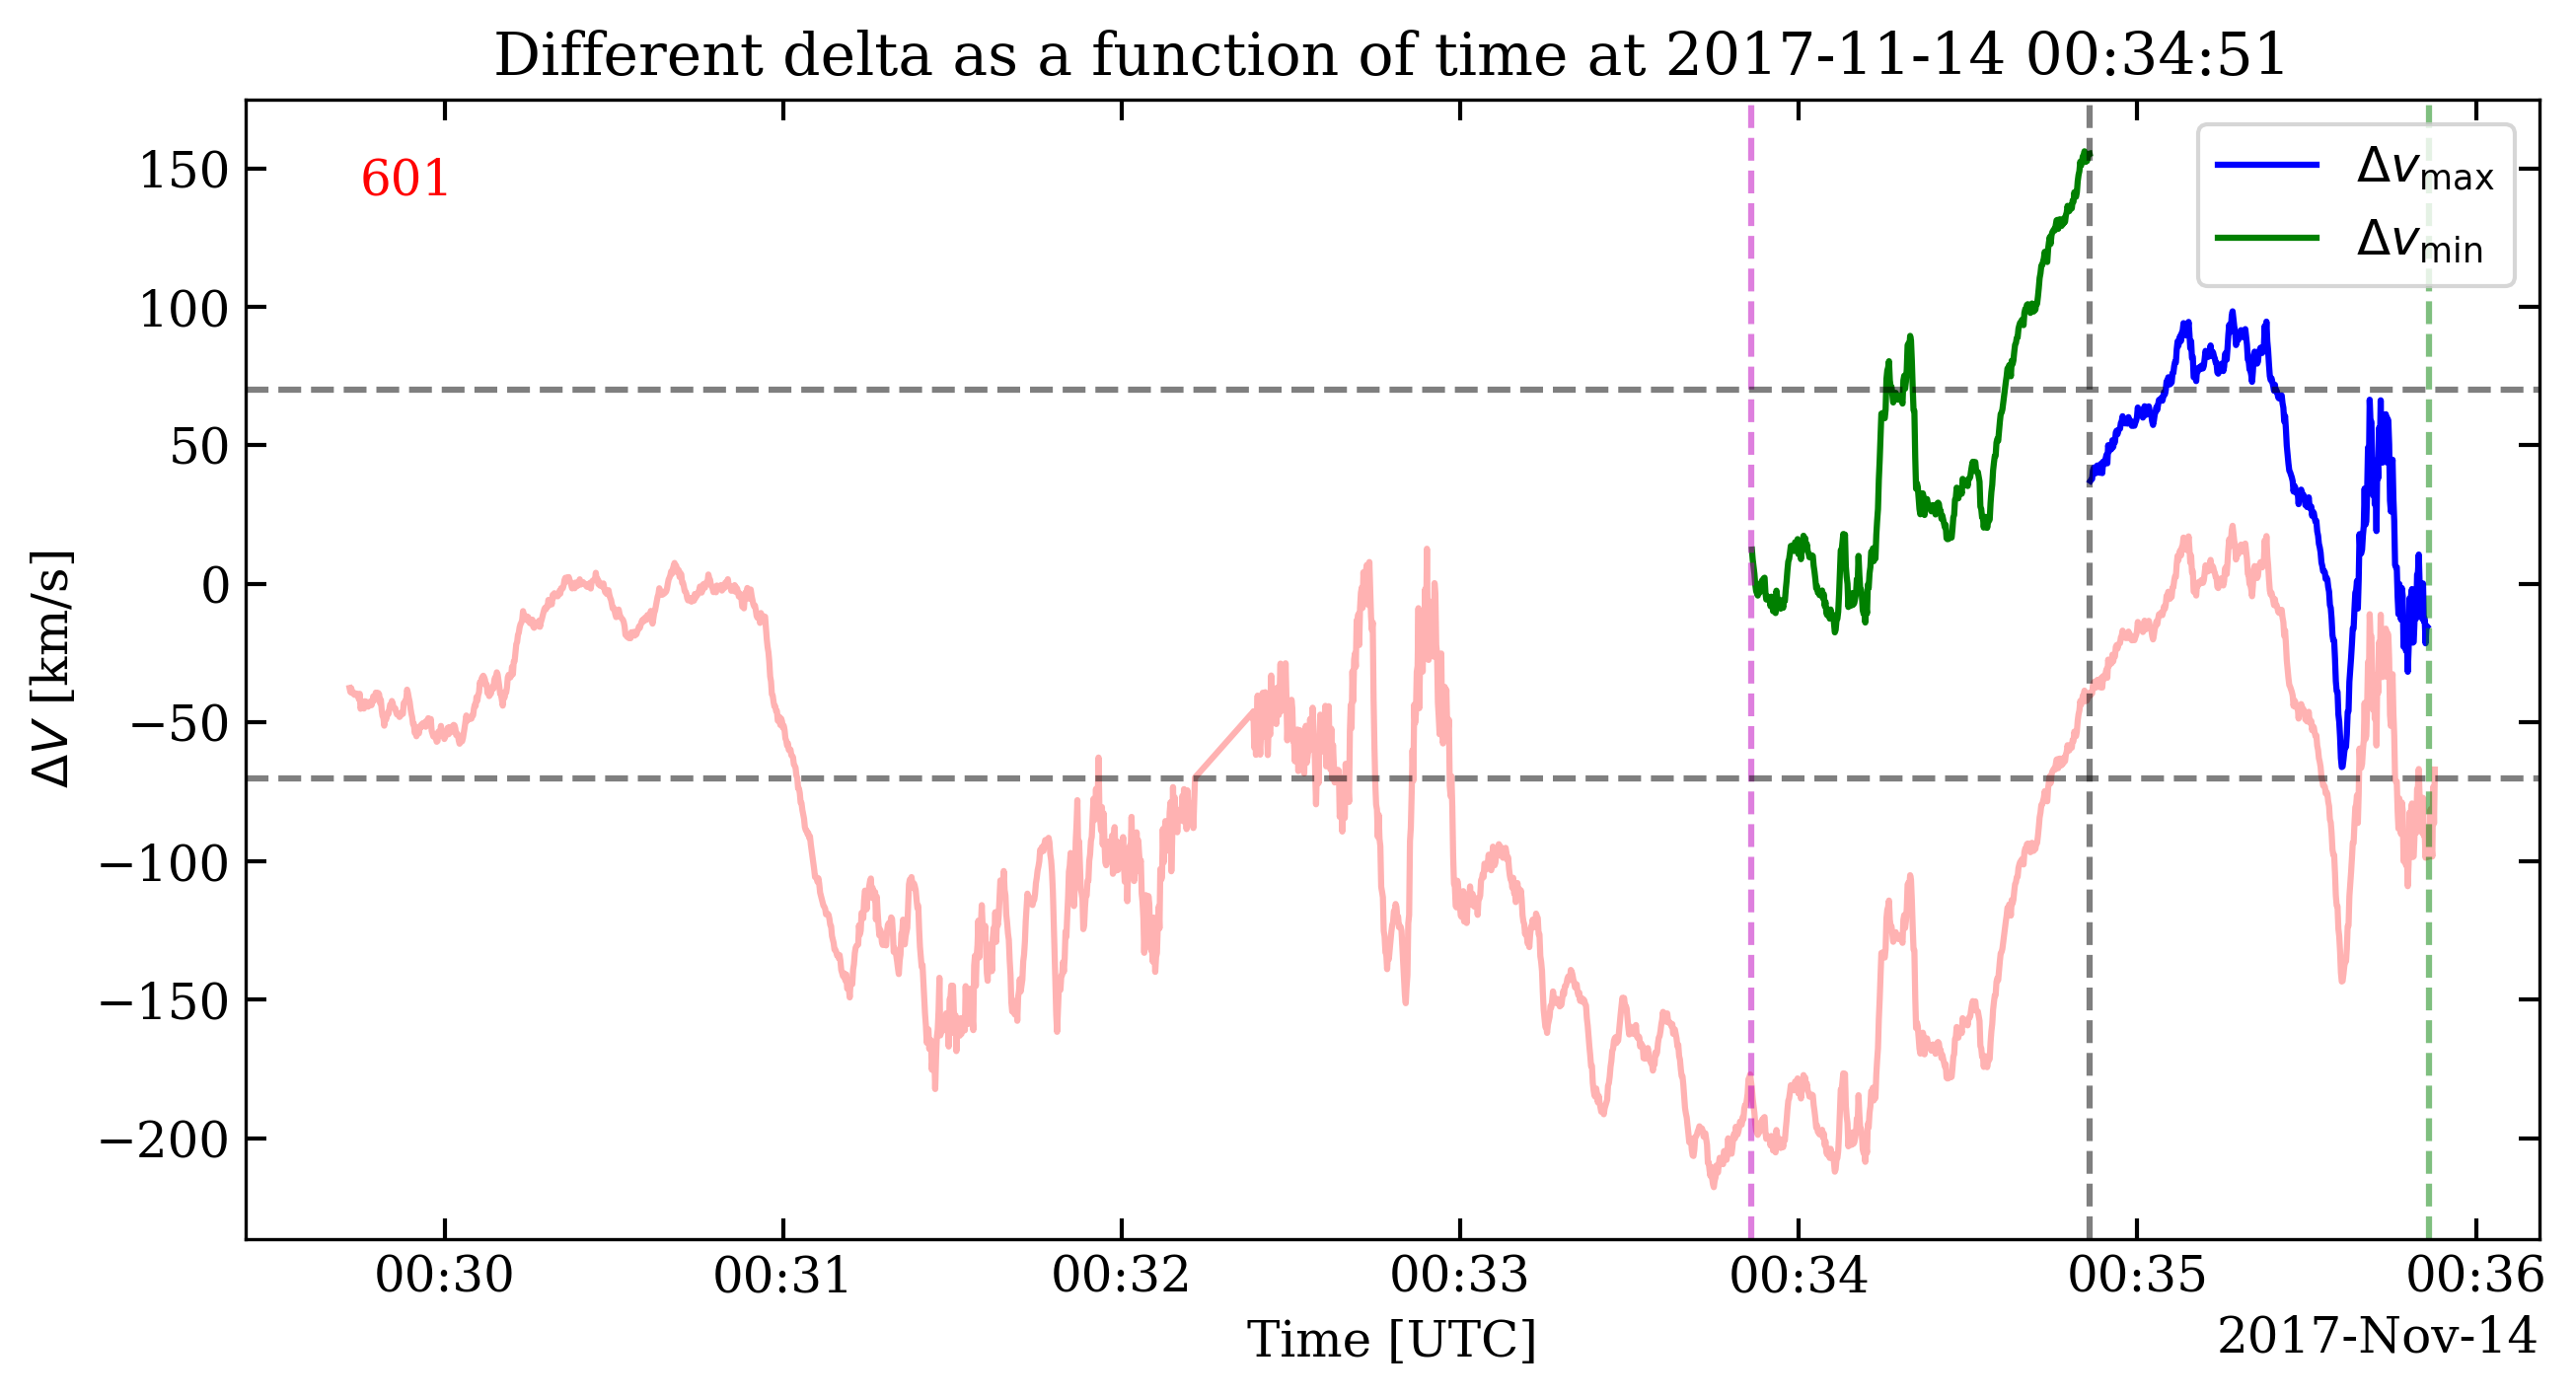 Different delta as a function of time at 2017-11-14 00:34:51
601
Δv_max
Δv_min
150
100
50
0
−50
−100
−150
−200
ΔV [km/s]
00:30 00:31 00:32 00:33 00:34 00:35 00:36
Time [UTC]
2017-Nov-14